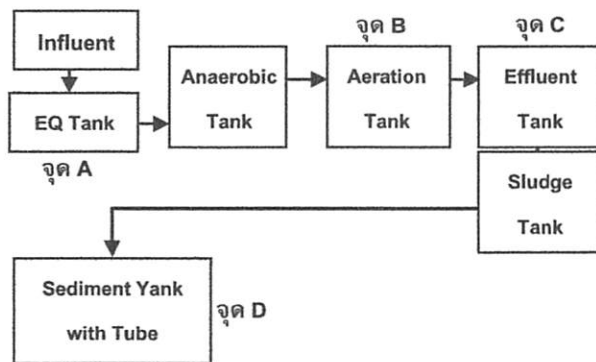 Influent
EQ Tank
จุด A
Anaerobic
Tank
จุด B
Aeration
Tank
จุด C
Effluent
Tank
Sludge
Tank
Sediment Yank
with Tube
จุด D